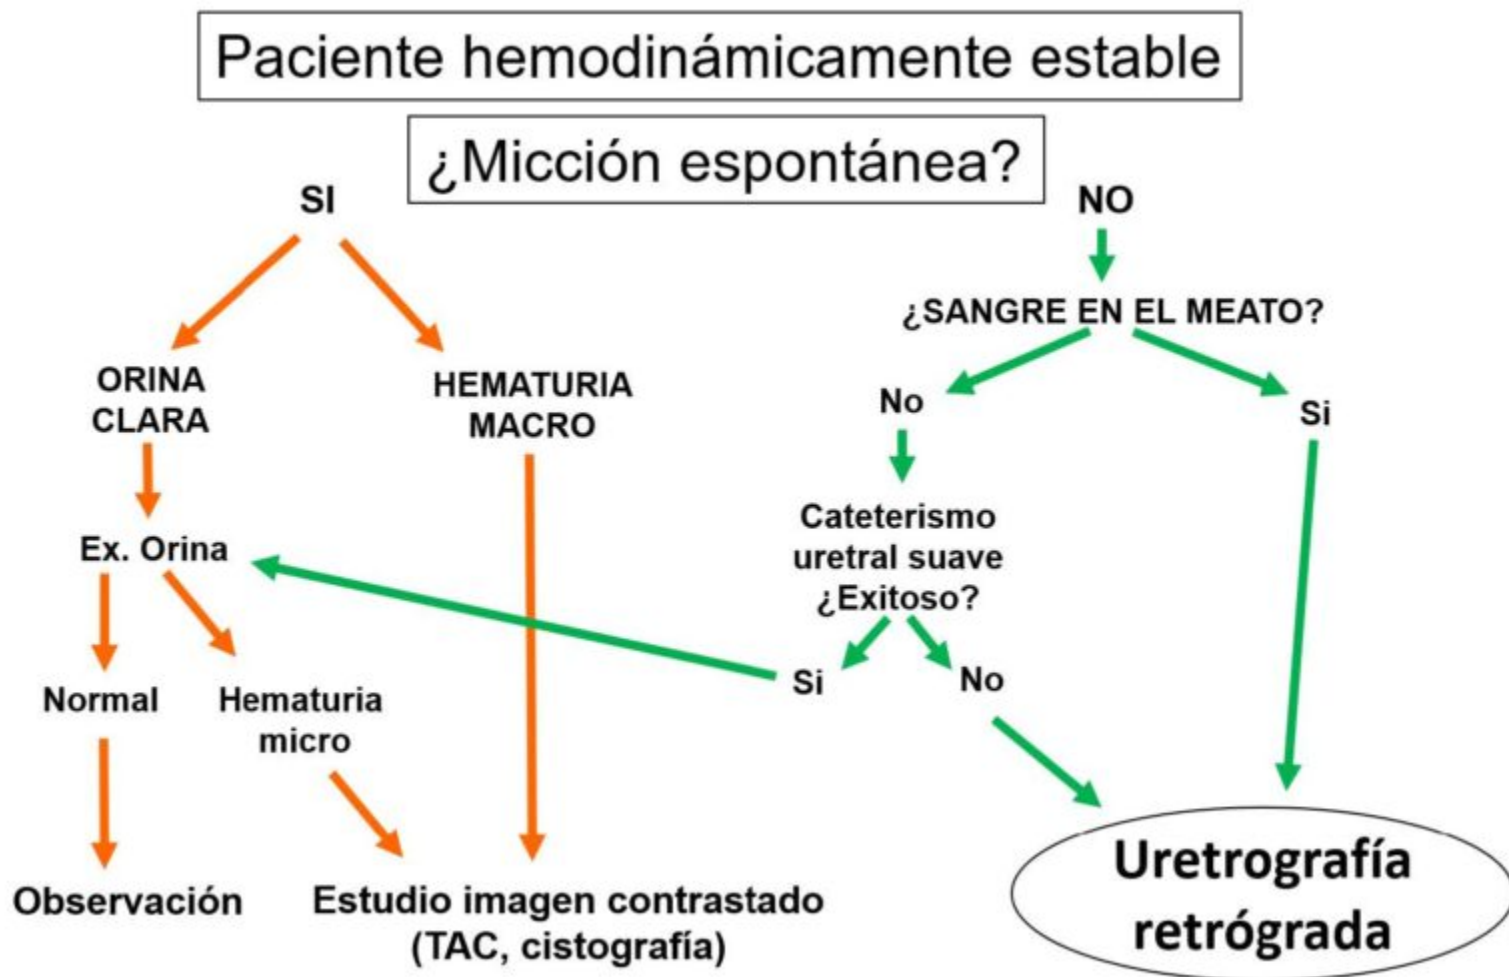 Paciente hemodinámicamente estable
¿Micción espontánea?
SI
NO
¿SANGRE EN EL MEATO?
ORINA
CLARA
HEMATURIA
MACRO
No
Si
Ex. Orina
Cateterismo
uretral suave
¿Exitoso?
Si
No
Normal
Hematuria
micro
Observación
Estudio imagen contrastado
(TAC, cistografía)
Uretrografía
retrógrada